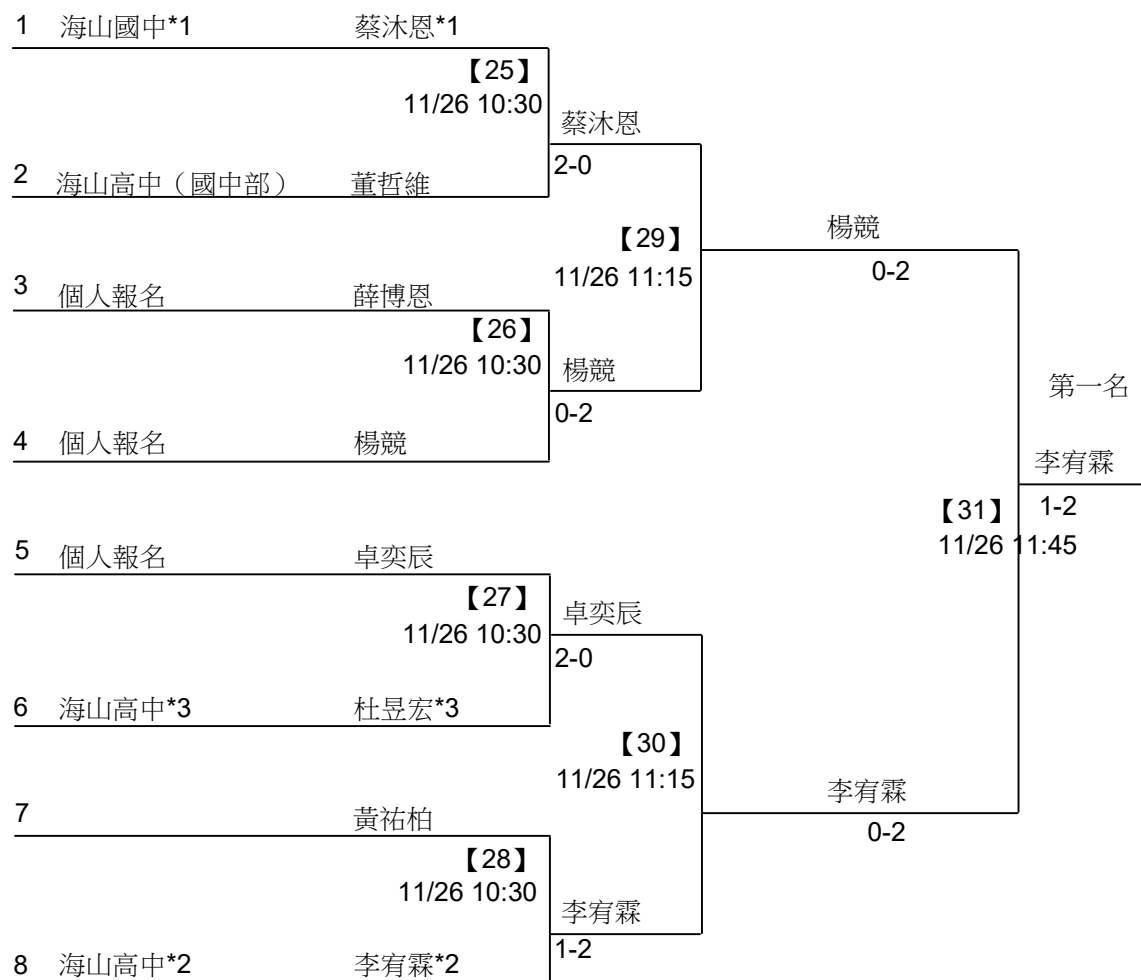 1 海山國中*1 蔡沐恩*1
【25】
11/26 10:30
蔡沐恩
2-0
2 海山高中（國中部） 董哲維
【29】
11/26 11:15
楊競
0-2
3 個人報名 薛博恩
【26】
11/26 10:30
楊競
0-2
4 個人報名 楊競
第一名
李宥霖
【31】
1-2
11/26 11:45
5 個人報名 卓奕辰
【27】
11/26 10:30
卓奕辰
2-0
6 海山高中*3 杜昱宏*3
【30】
11/26 11:15
李宥霖
0-2
7 黃祐柏
【28】
11/26 10:30
李宥霖
1-2
8 海山高中*2 李宥霖*2